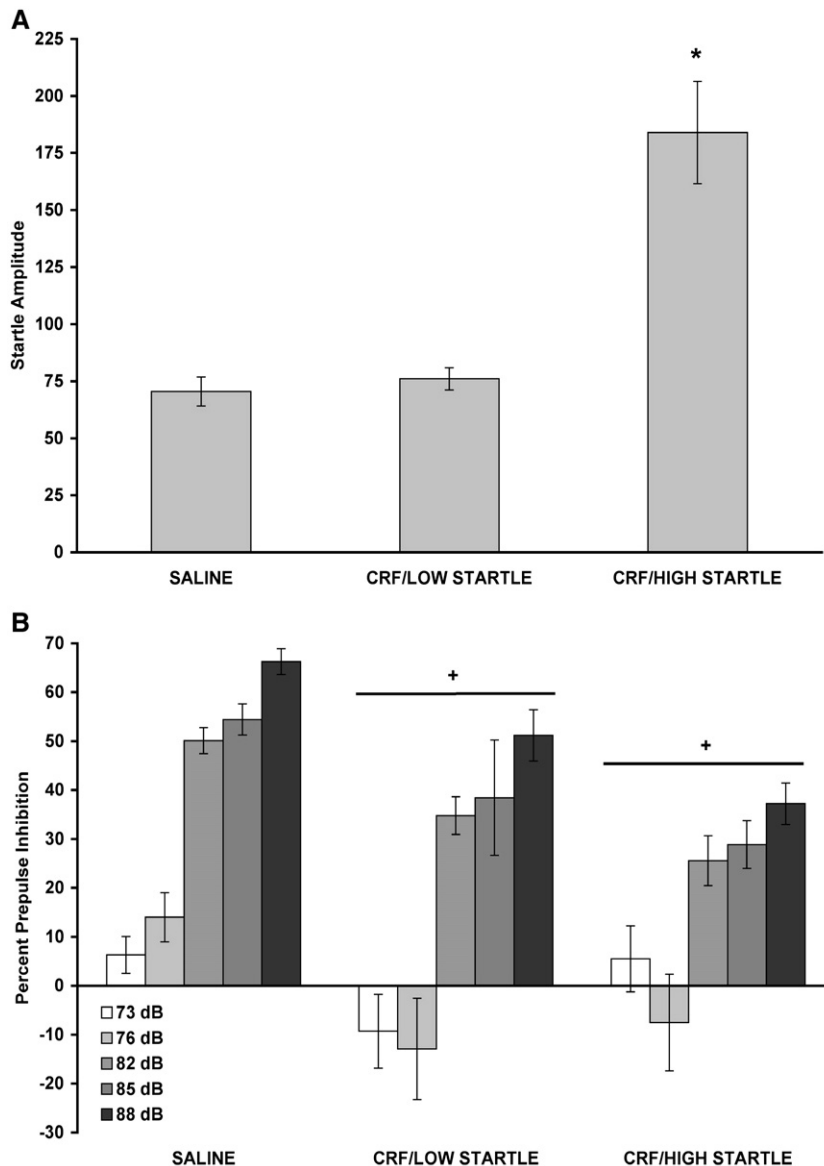 A
225
*
200
175
150
125
100
75
50
25
0
Startle Amplitude
SALINE CRF/LOW STARTLE CRF/HIGH STARTLE
B
70
60
50
40
30
20
10
0
-10
-20
-30
Percent Prepulse Inhibition
+
+
73 dB
76 dB
82 dB
85 dB
88 dB
SALINE CRF/LOW STARTLE CRF/HIGH STARTLE